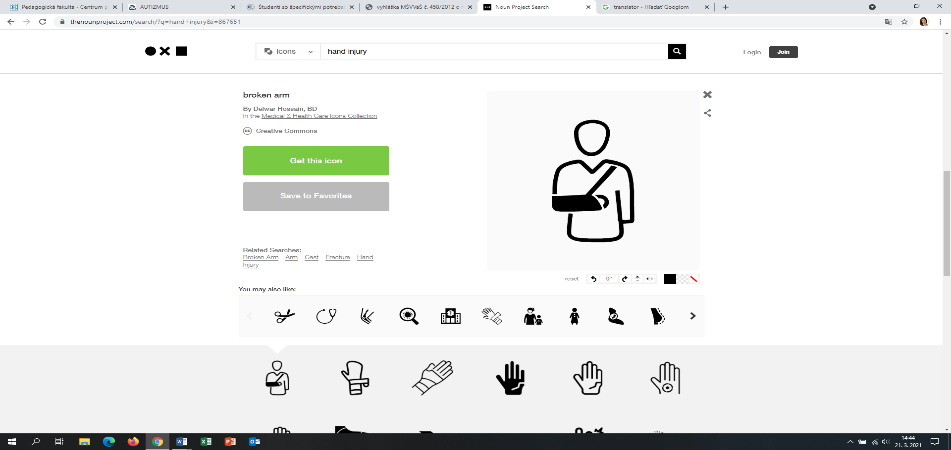 Pedagogická fakulta - Centrum p
AUTIZMUS
Študenti so špecifickými potreb
vyhláška MŠVVaŠ č. 458/2012 o
Noun Project Search
translator - Hľadať Googlom
thenounproject.com/search/?q=hand+injury&i=867651
Icons
hand injury
Login
Join
broken arm
By Delwar Hossain, BD
In the Medical & Health Care Icons Collection
Creative Commons
Get this icon
Save to Favorites
Related Searches:
Broken Arm Arm Cast Fracture Hand
Injury
reset
0°
You may also like:
14:44
21. 3. 2021